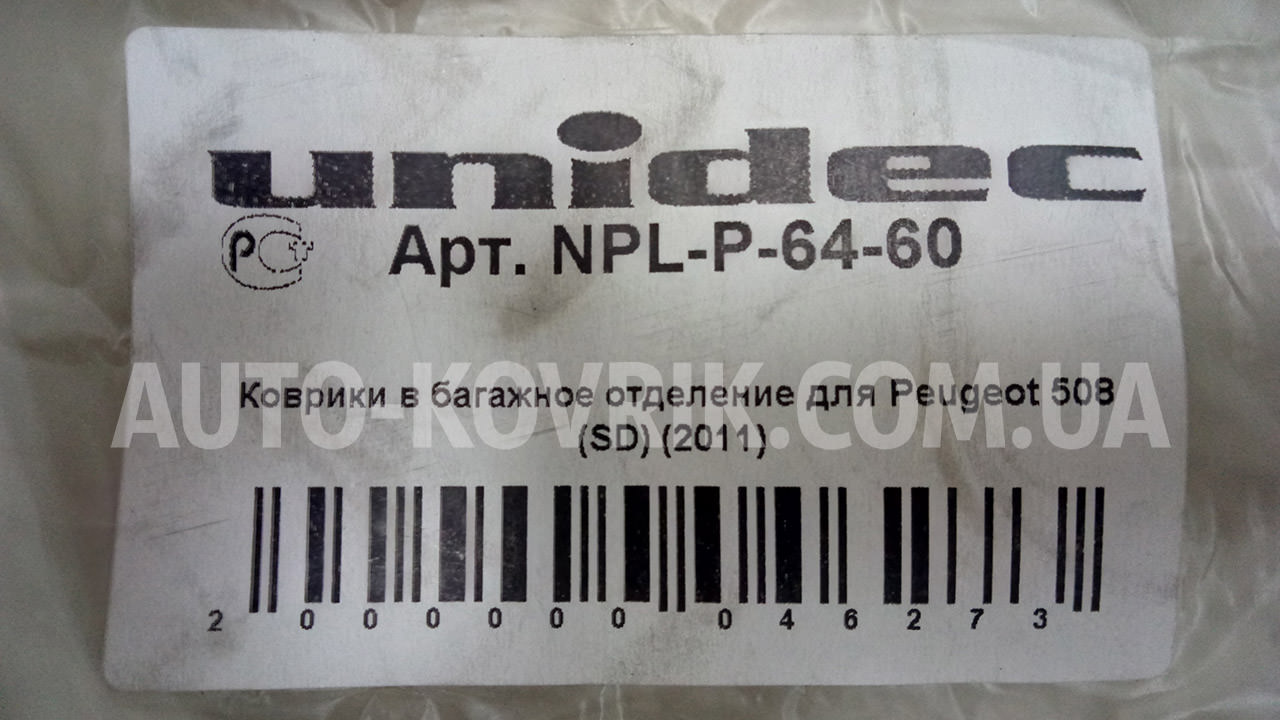 unidec
PCT Арт. NPL-P-64-60
AUTO-KOVRIK.COM.UA
Коврики в багажное отделение для Peugeot 508
(SD) (2011)
2 000000 046273